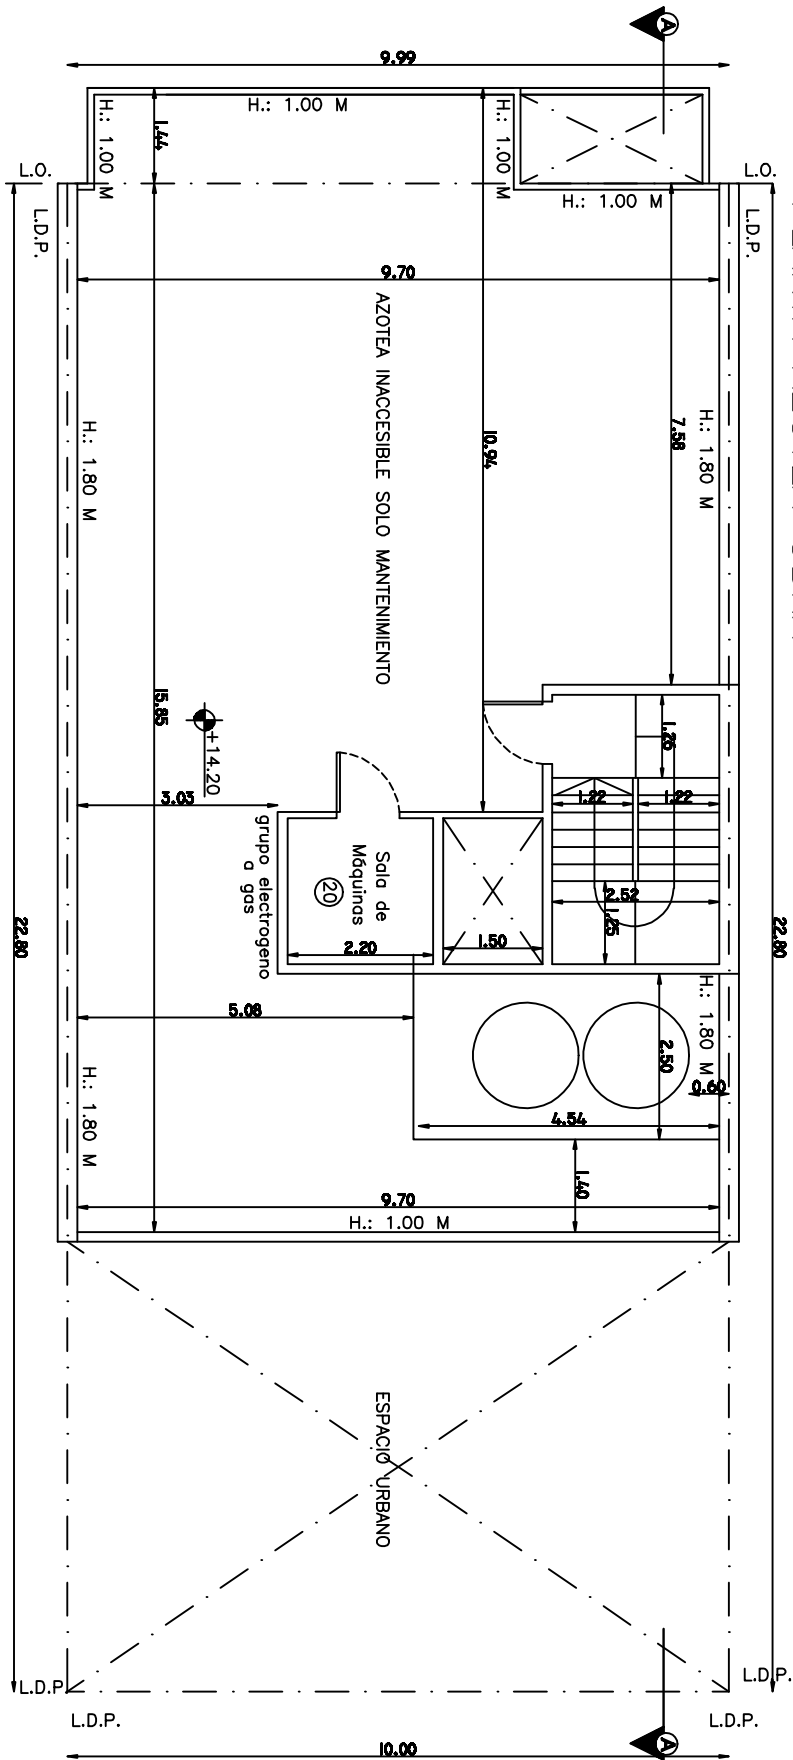 A
9.99
H.: 1.00 M
H.: 1.00 M
1.44
H.: 1.00 M
L.O.
L.O.
H.: 1.00 M
L.D.P.
L.D.P.
9.70
AZOTEA INACCESIBLE SOLO MANTENIMIENTO
H.: 1.80 M
7.58
H.: 1.80 M
10.94
15.85
+14.20
1.26
3.03
1.22
1.22
grupo electrogeno
a gas
Sala de
Máquinas
20
2.52
1.25
22.80
22.80
2.20
1.50
5.08
H.: 1.80 M
2.50
0.60
H.: 1.80 M
4.54
1.40
9.70
H.: 1.00 M
ESPACIO URBANO
L.D.P.
L.D.P.
L.D.P.
L.D.P.
A
10.00